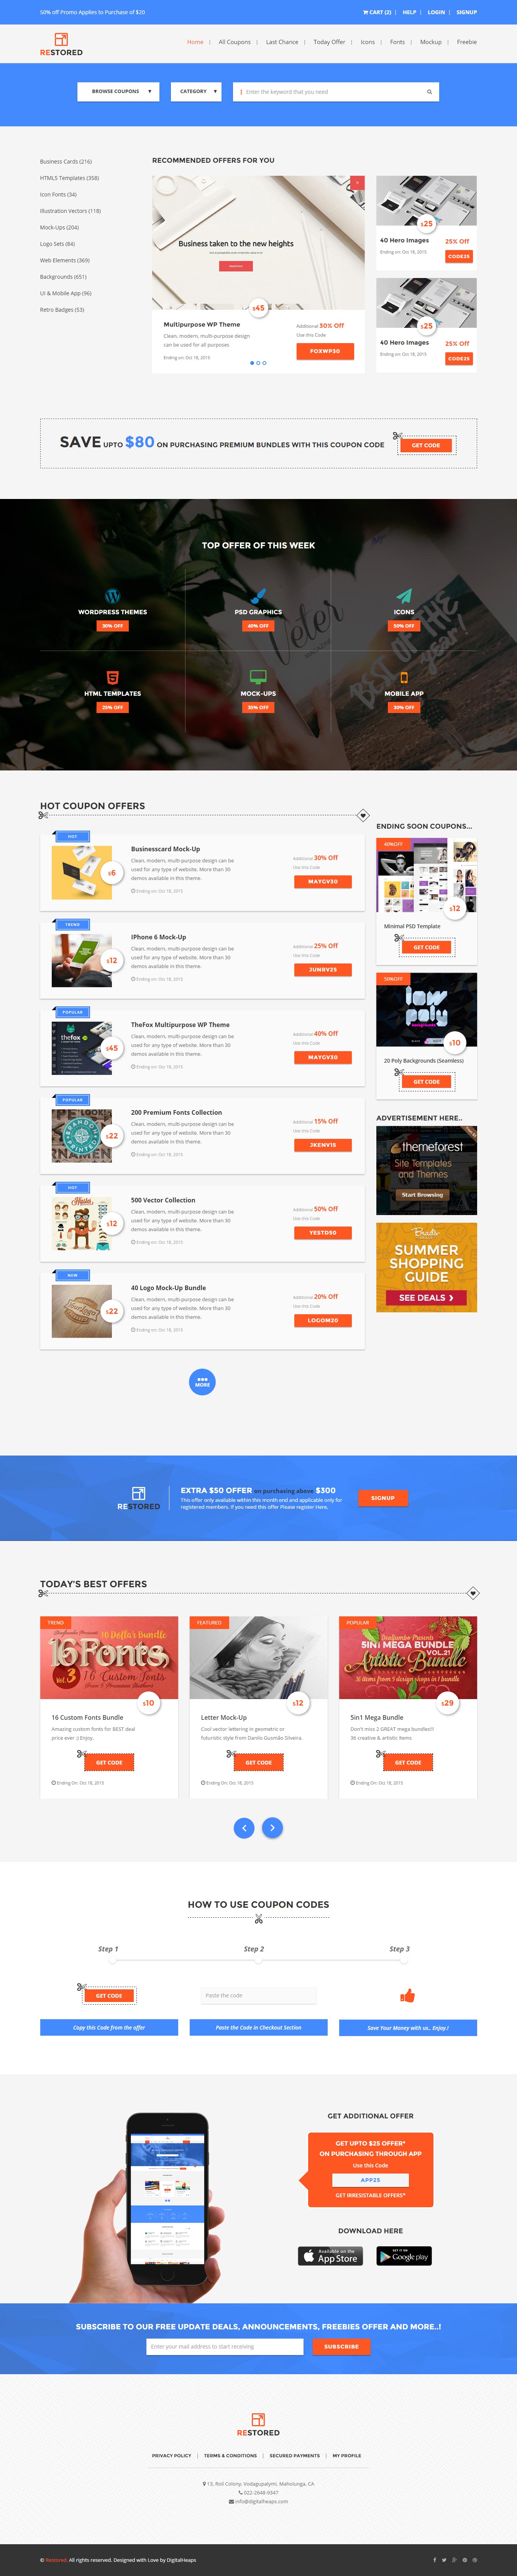 50% off Promo Applies to Purchase of $20
CART (2) | HELP | LOGIN | SIGNUP
RESTORED
Home | All Coupons | Last Chance | Today Offer | Icons | Fonts | Mockup | Freebie
BROWSE COUPONS
CATEGORY
Enter the keyword that you need
Business Cards (216)
HTML5 Templates (358)
Icon Fonts (34)
Illustration Vectors (118)
Mock-Ups (204)
Logo Sets (84)
Web Elements (369)
Backgrounds (651)
UI & Mobile App (96)
Retro Badges (53)
RECOMMENDED OFFERS FOR YOU
Business taken to the new heights
$45
Multipurpose WP Theme
Clean, modern, multi-purpose design
can be used for all purposes
Ending on: Oct 18, 2015
Additional 30% Off
Use this Code
FOXWP30
$25
40 Hero Images
Ending on: Oct 18, 2015
25% Off
CODE25
$25
40 Hero Images
Ending on: Oct 18, 2015
25% Off
CODE25
SAVE UPTO $80 ON PURCHASING PREMIUM BUNDLES WITH THIS COUPON CODE
GET CODE
TOP OFFER OF THIS WEEK
WORDPRESS THEMES
30% OFF
PSD GRAPHICS
40% OFF
ICONS
50% OFF
HTML TEMPLATES
25% OFF
MOCK-UPS
35% OFF
MOBILE APP
30% OFF
HOT COUPON OFFERS
HOT
$6
Businesscard Mock-Up
Clean, modern, multi-purpose design can be
used for any type of website. More than 30
demos available in this theme.
Ending on: Oct 18, 2015
Additional 30% Off
Use this Code
MAYGV30
TREND
$12
IPhone 6 Mock-Up
Clean, modern, multi-purpose design can be
used for any type of website. More than 30
demos available in this theme.
Ending on: Oct 18, 2015
Additional 25% Off
Use this Code
JUNRV25
POPULAR
thefox
$45
TheFox Multipurpose WP Theme
Clean, modern, multi-purpose design can be
used for any type of website. More than 30
demos available in this theme.
Ending on: Oct 18, 2015
Additional 40% Off
Use this Code
MAYGV30
POPULAR
$22
200 Premium Fonts Collection
Clean, modern, multi-purpose design can be
used for any type of website. More than 30
demos available in this theme.
Ending on: Oct 18, 2015
Additional 15% Off
Use this Code
JKENV15
HOT
$12
500 Vector Collection
Clean, modern, multi-purpose design can be
used for any type of website. More than 30
demos available in this theme.
Ending on: Oct 18, 2015
Additional 50% Off
Use this Code
YESTD50
NEW
$22
40 Logo Mock-Up Bundle
Clean, modern, multi-purpose design can be
used for any type of website. More than 30
demos available in this theme.
Ending on: Oct 18, 2015
Additional 20% Off
Use this Code
LOGOM20
MORE
ENDING SOON COUPONS...
40%OFF
$12
Minimal PSD Template
GET CODE
50%OFF
LOW POLY
$10
20 Poly Backgrounds (Seamless)
GET CODE
ADVERTISEMENT HERE..
themeforest
Site Templates
and Themes
Start Browsing
SUMMER
SHOPPING
GUIDE
SEE DEALS
RESTORED
EXTRA $50 OFFER on purchasing above $300
This offer only available within this month end and applicable only for
registered members. If you need this offer Please register Here.
SIGNUP
TODAY'S BEST OFFERS
TREND
10 Dolla's Bundle
16 Fonts
Vol. 3
16 Custom Fonts
$10
16 Custom Fonts Bundle
Amazing custom fonts for BEST deal
price ever :) Enjoy.
GET CODE
Ending On: Oct 18, 2015
FEATURED
$12
Letter Mock-Up
Cool vector lettering in geometric or
futuristic style from Danilo Gusmão Silveira.
GET CODE
Ending On: Oct 18, 2015
POPULAR
5IN1 MEGA BUNDLE
VOL.21
Artistic Bundle
36 items from 5 design shops in 1 bundle
$29
5in1 Mega Bundle
Don't miss 2 GREAT mega bundles!!!
36 creative & artistic items
GET CODE
Ending On: Oct 18, 2015
HOW TO USE COUPON CODES
Step 1
Step 2
Step 3
GET CODE
Paste the code
Copy this Code from the offer
Paste the Code in Checkout Section
Save Your Money with us,. Enjoy.!
GET ADDITIONAL OFFER
GET UPTO $25 OFFER*
ON PURCHASING THROUGH APP
Use this Code
APP25
GET IRRESISTABLE OFFERS*
DOWNLOAD HERE
Available on the
App Store
GET IT ON
Google play
SUBSCRIBE TO OUR FREE UPDATE DEALS, ANNOUNCEMENTS, FREEBIES OFFER AND MORE..!
Enter your mail address to start receiving
SUBSCRIBE
RESTORED
PRIVACY POLICY | TERMS & CONDITIONS | SECURED PAYMENTS | MY PROFILE
13, Roll Colony, Vodagupalymi, Maholunga, CA
022-2648-9347
info@digitalheaps.com
© Restored. All rights reserved. Designed with Love by DigitalHeaps